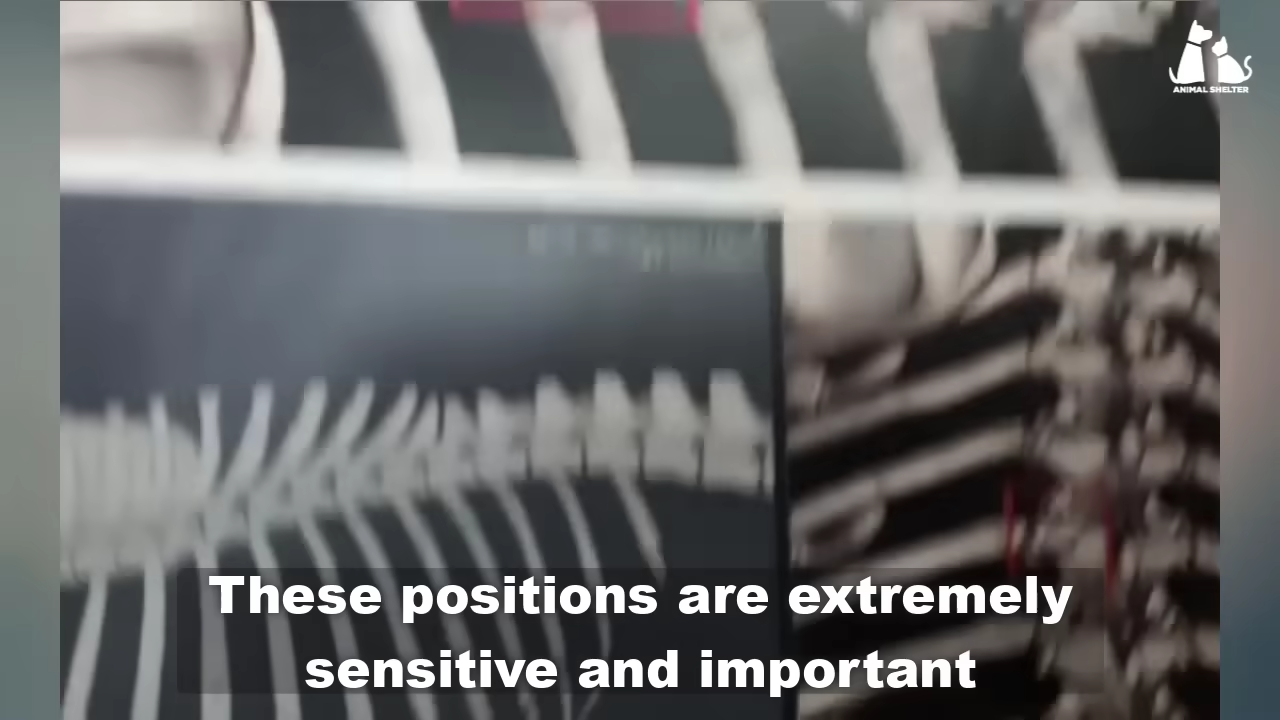 ANIMAL SHELTER
These positions are extremely
sensitive and important